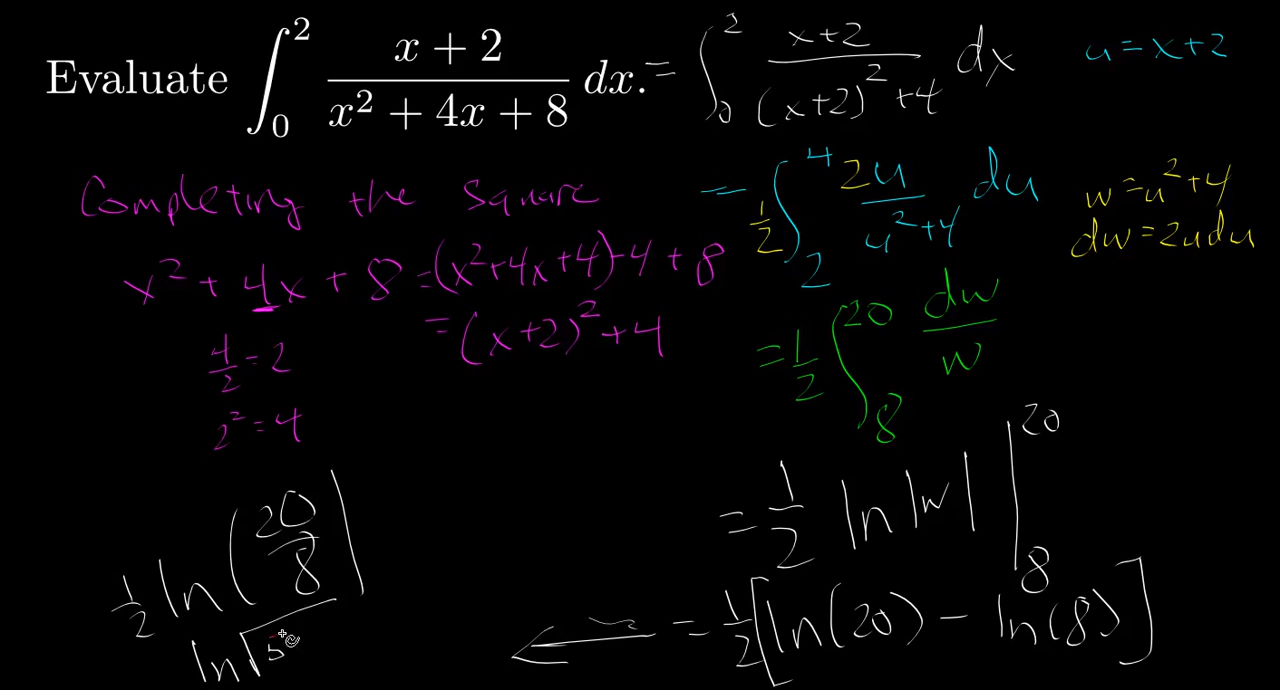 Evaluate ∫₀² (x + 2)/(x² + 4x + 8) dx. = ∫₀² (x+2)/((x+2)² + 4) dx
u = x+2
= ½ ∫₂⁴ 2u/(u²+4) du
w = u²+4
dw = 2u du
= ½ ∫₈²⁰ dw/w
Completing the square
x² + 4x + 8 = (x²+4x+4) - 4 + 8
= (x+2)² + 4
4/2 = 2
2² = 4
= ½ ln |w| |₈²⁰
= ½ [ln(20) - ln(8)]
½ ln(20/8)
ln√